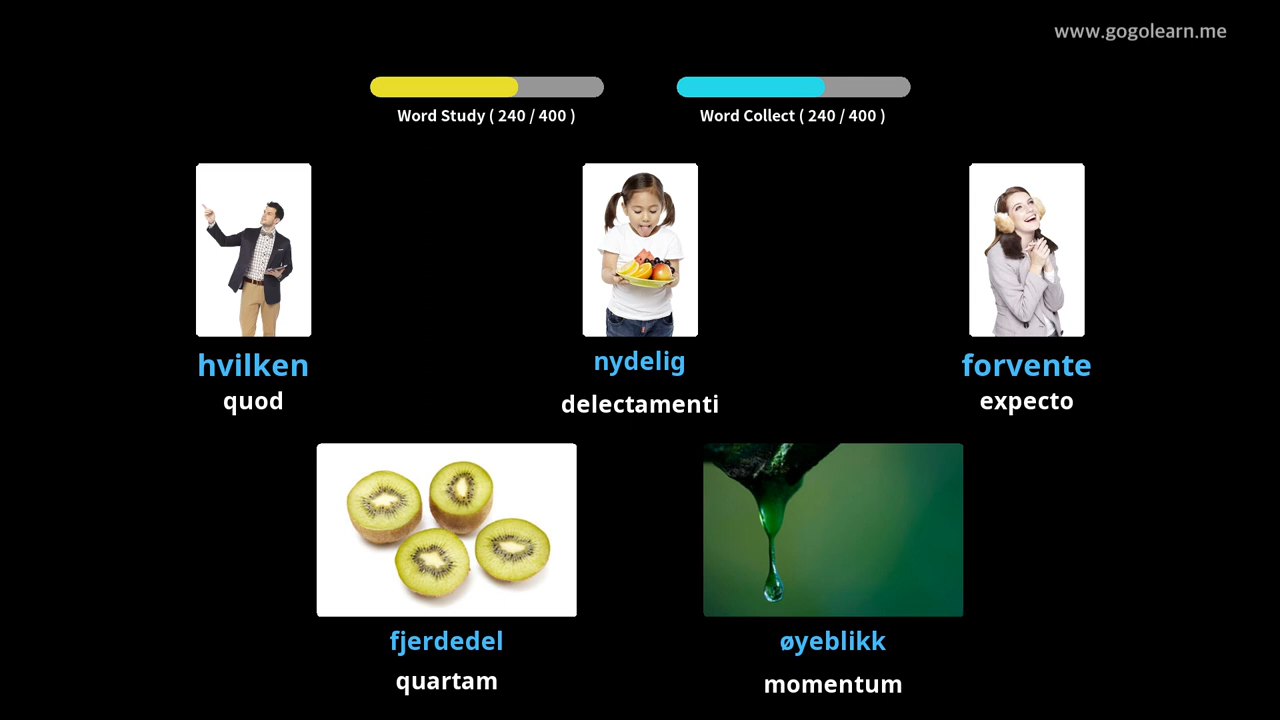 www.gogolearn.me
Word Study ( 240 / 400 )
Word Collect ( 240 / 400 )
hvilken
quod
nydelig
delectamenti
forvente
expecto
fjerdedel
quartam
øyeblikk
momentum